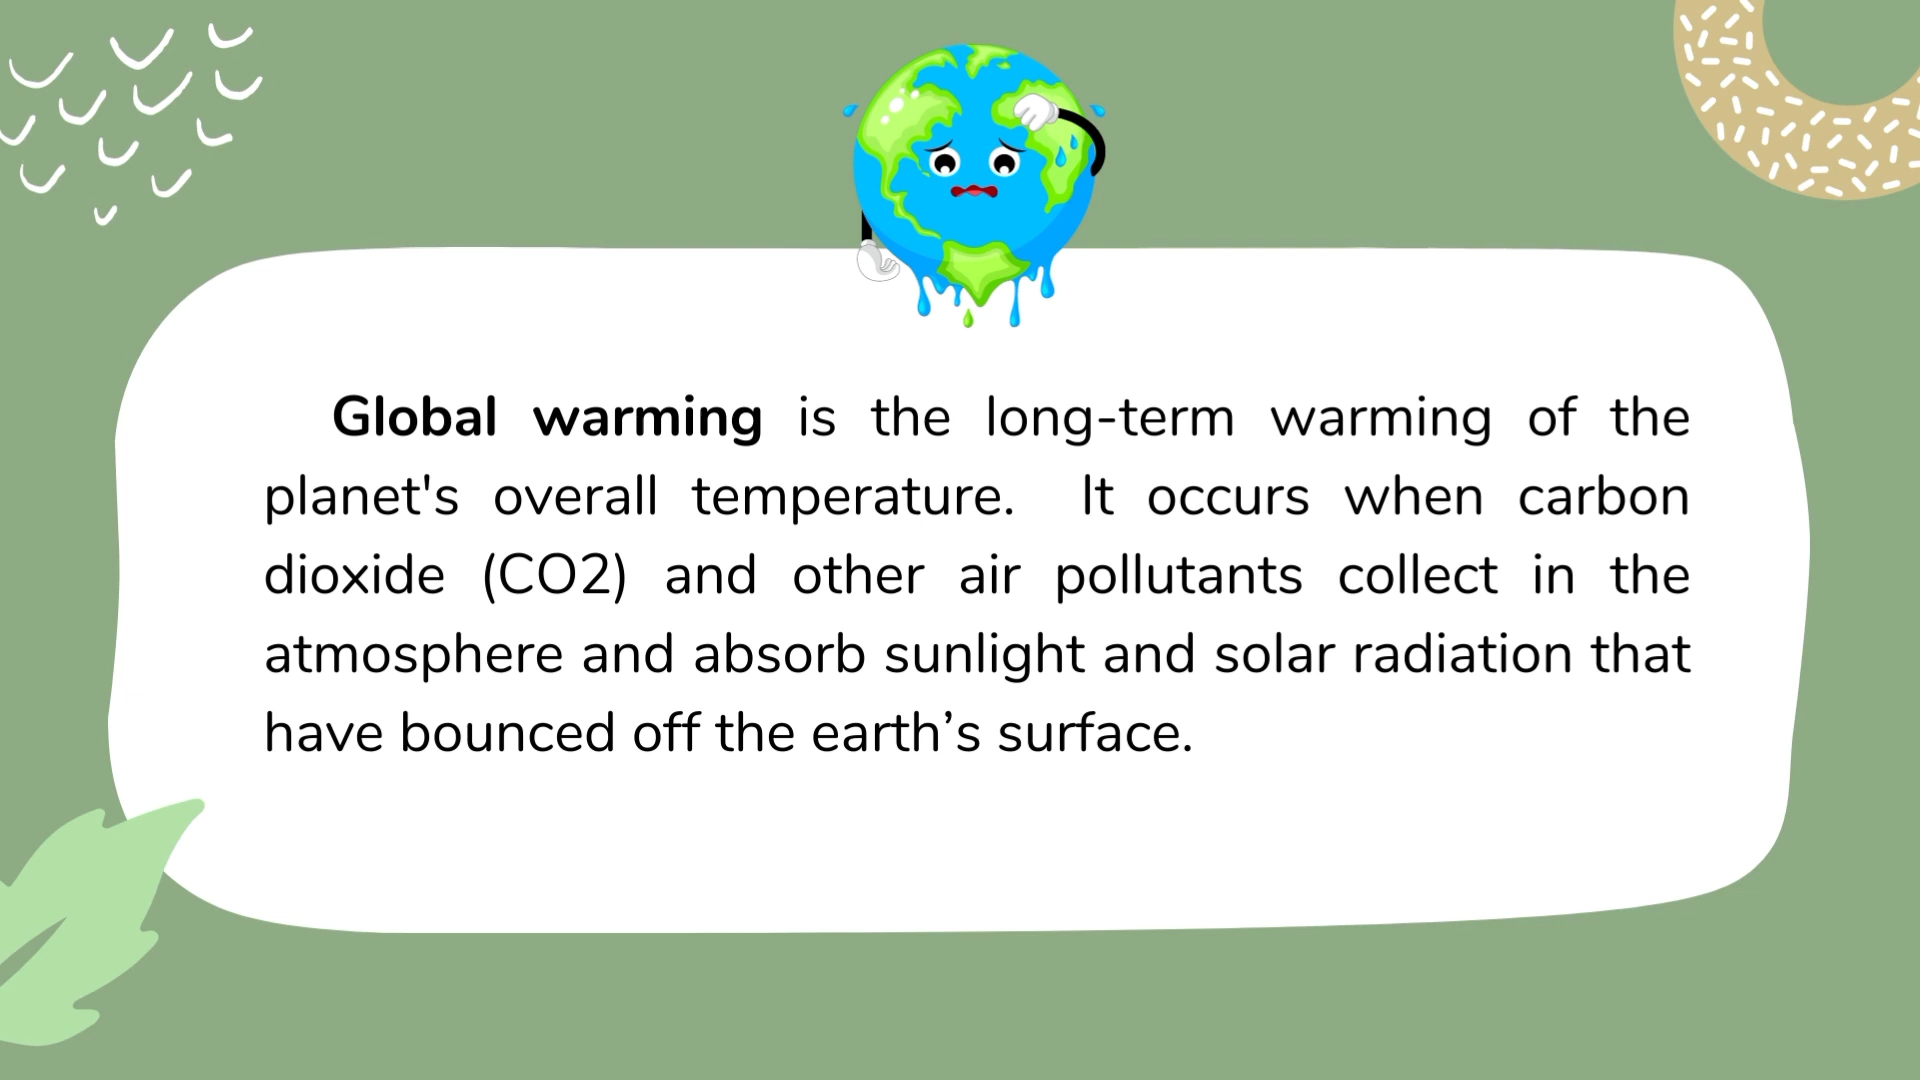 Global warming is the long-term warming of the
planet's overall temperature.  It occurs when carbon
dioxide (CO2) and other air pollutants collect in the
atmosphere and absorb sunlight and solar radiation that
have bounced off the earth’s surface.